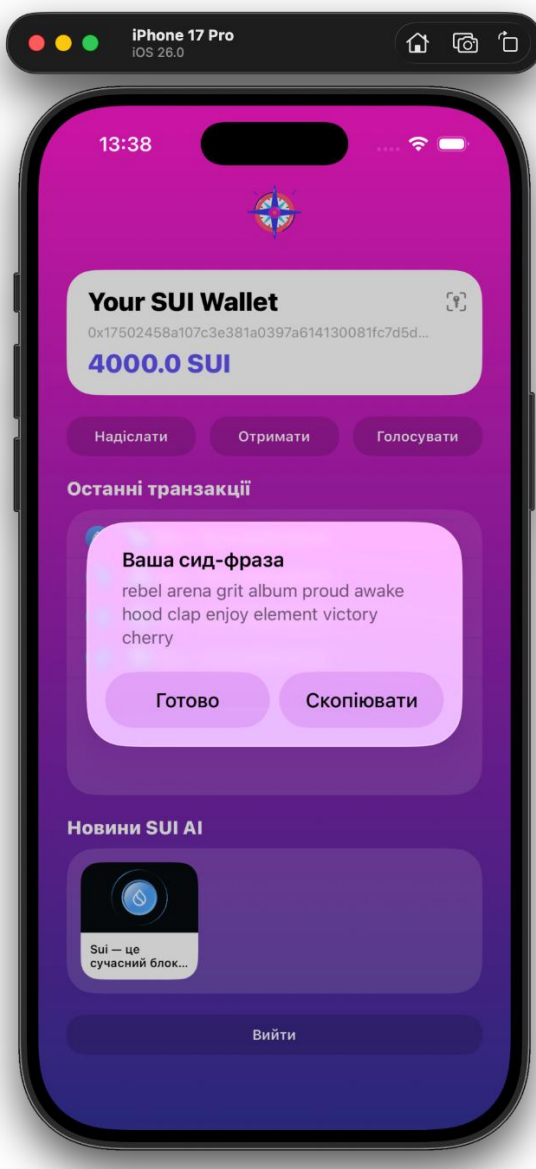 iPhone 17 Pro
iOS 26.0
13:38
Your SUI Wallet
0x17502458a107c3e381a0397a614130081fc7d5d...
4000.0 SUI
Надіслати
Отримати
Голосувати
Останні транзакції
Ваша сид-фраза
rebel arena grit album proud awake
hood clap enjoy element victory
cherry
Готово
Скопіювати
Новини SUI AI
Sui — це
сучасний блок...
Вийти